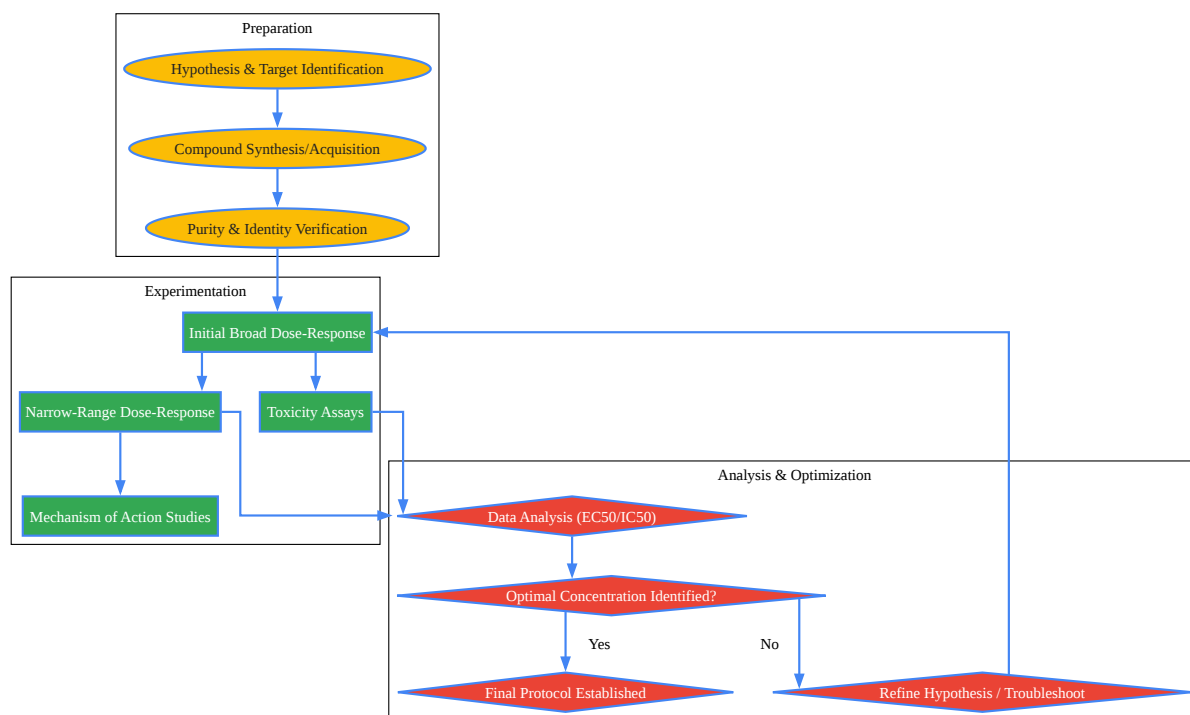 Preparation
Hypothesis & Target Identification
Compound Synthesis/Acquisition
Purity & Identity Verification
Experimentation
Initial Broad Dose-Response
Narrow-Range Dose-Response
Toxicity Assays
Mechanism of Action Studies
Analysis & Optimization
Data Analysis (EC50/IC50)
Optimal Concentration Identified?
Yes
No
Final Protocol Established
Refine Hypothesis / Troubleshoot